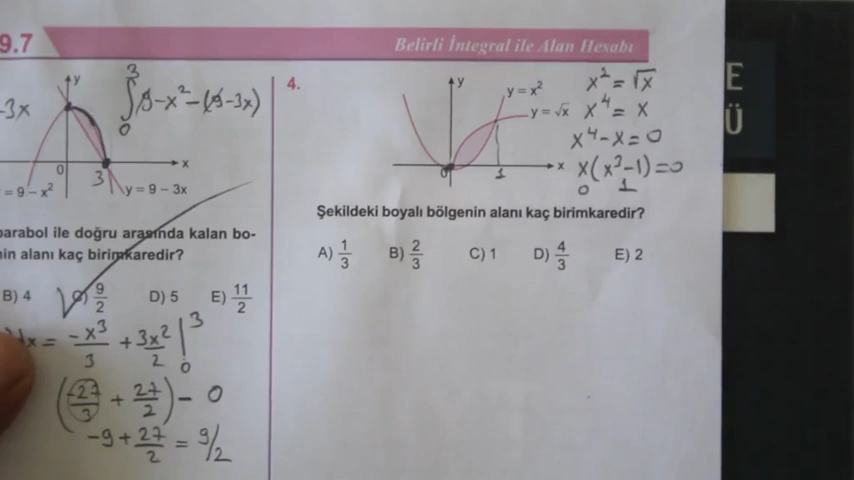 9.7
Belirli İntegral ile Alan Hesabı
-3x
y
3
∫ 9-x²-(9-3x)
0
0
3
x
= 9 − x²
y = 9 − 3x
parabol ile doğru arasında kalan bo-
nin alanı kaç birimkaredir?
B) 4
C) 9/2
D) 5
E) 11/2
dx = -x³/3 + 3x²/2 |₀³
(-27/3 + 27/2) - 0
-9 + 27/2 = 9/2
4.
y
y = x²
y = √x
0
1
x
x² = √x
x⁴ = x
x⁴-x=0
x(x³-1)=0
0 1
Şekildeki boyalı bölgenin alanı kaç birimkaredir?
A) 1/3
B) 2/3
C) 1
D) 4/3
E) 2
E
Ü